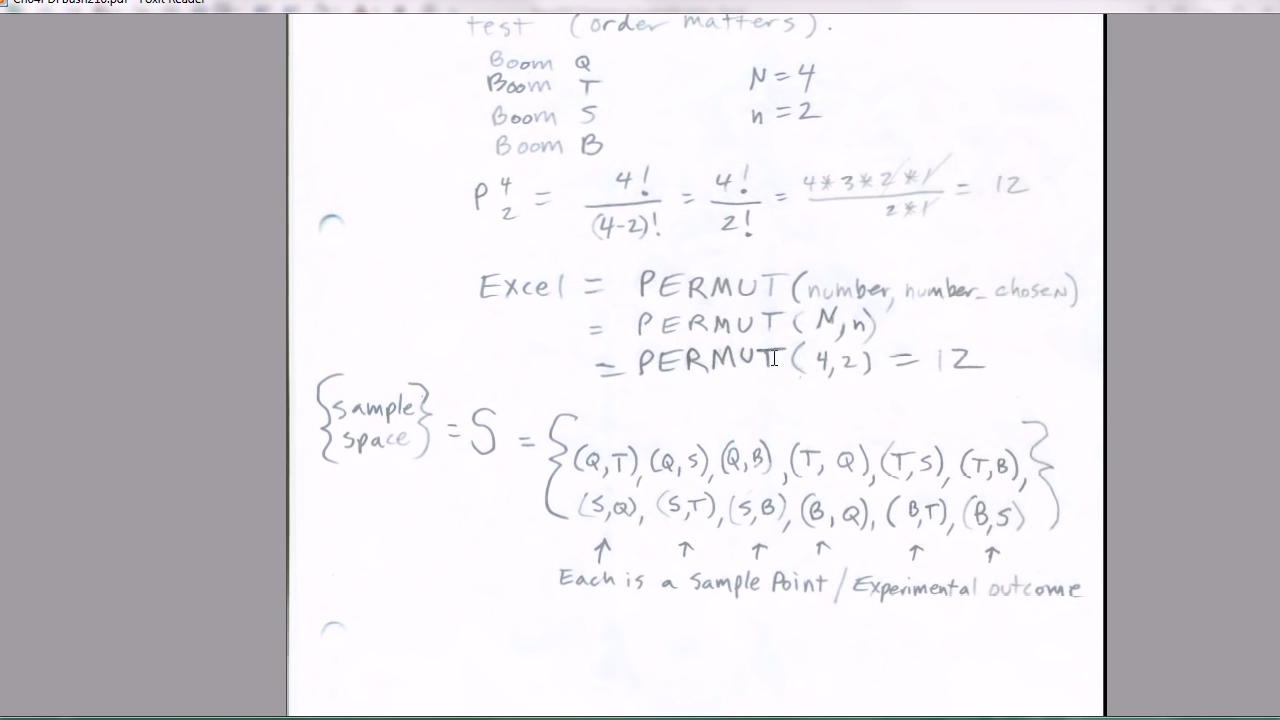 test (order matters).
Boom Q
Boom T
Boom S
Boom B
N = 4
n = 2
P 4 2 = 4! / (4-2)! = 4! / 2! = 4 * 3 * 2 * 1 / 2 * 1 = 12
Excel = PERMUT(number, number_chosen)
= PERMUT(N,n)
= PERMUT(4,2) = 12
{sample space} = S = {(Q,T), (Q,S), (Q,B), (T,Q), (T,S), (T,B),
(S,Q), (S,T), (S,B), (B,Q), (B,T), (B,S)}
↑ ↑ ↑ ↑ ↑ ↑
Each is a Sample Point / Experimental outcome